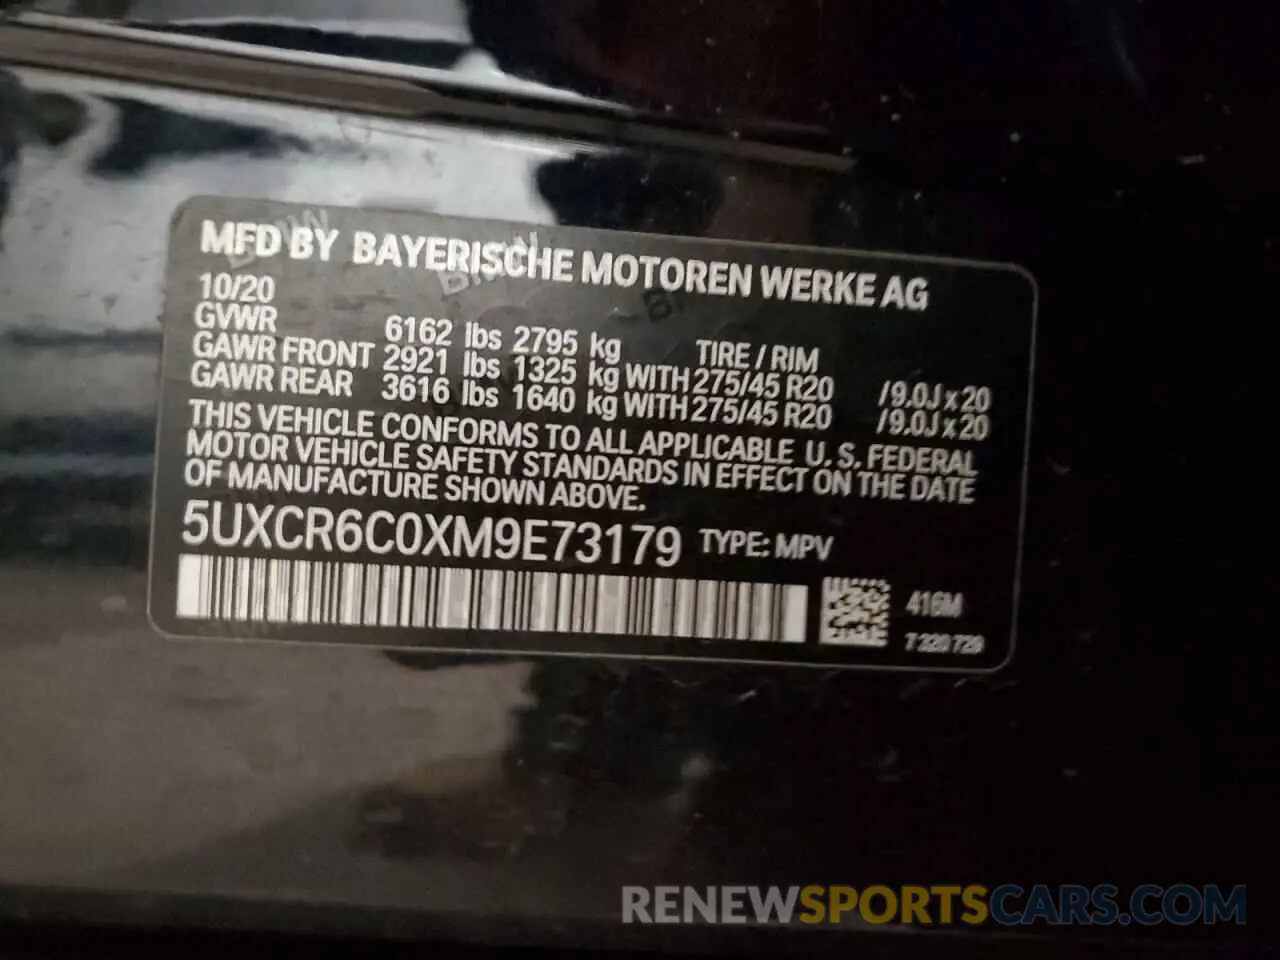 MFD BY BAYERISCHE MOTOREN WERKE AG
10/20
GVWR 6162 lbs 2795 kg TIRE / RIM
GAWR FRONT 2921 lbs 1325 kg WITH 275/45 R20 / 9.0J x 20
GAWR REAR 3616 lbs 1640 kg WITH 275/45 R20 / 9.0J x 20
THIS VEHICLE CONFORMS TO ALL APPLICABLE U.S. FEDERAL
MOTOR VEHICLE SAFETY STANDARDS IN EFFECT ON THE DATE
OF MANUFACTURE SHOWN ABOVE.
5UXCR6C0XM9E73179 TYPE: MPV
416M
7 320 728
RENEWSPORTSCARS.COM